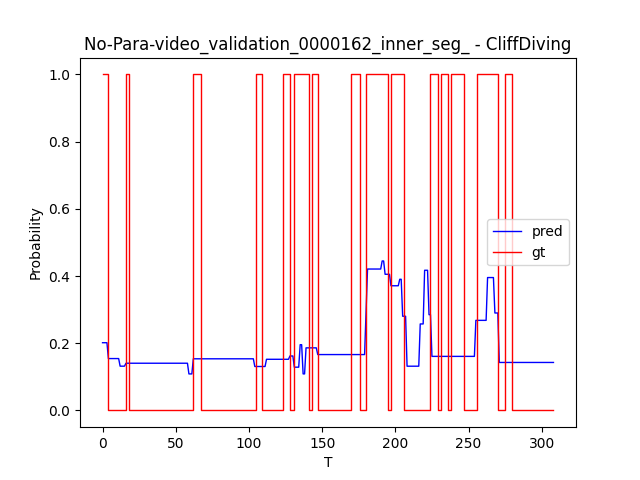 No-Para-video_validation_0000162_inner_seg_ - CliffDiving
1.0
0.8
0.6
0.4
0.2
0.0
Probability
pred
gt
0 50 100 150 200 250 300
T